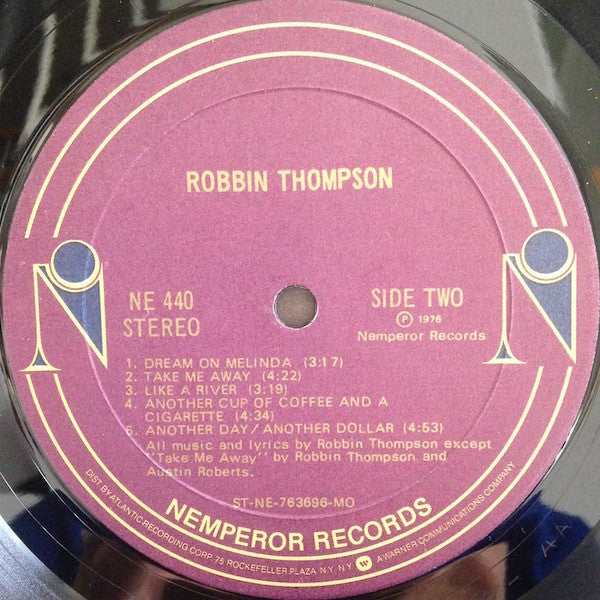 ROBBIN THOMPSON
NE 440
STEREO
SIDE TWO
℗ 1976
Nemperor Records
1. DREAM ON MELINDA (3:17)
2. TAKE ME AWAY (4:22)
3. LIKE A RIVER (3:19)
4. ANOTHER CUP OF COFFEE AND A
CIGARETTE (4:34)
5. ANOTHER DAY/ANOTHER DOLLAR (4:53)
All music and lyrics by Robbin Thompson except
"Take Me Away" by Robbin Thompson and
Austin Roberts.
ST-NE-763696-MO
NEMPEROR RECORDS
DIST BY ATLANTIC RECORDING CORP. 75 ROCKEFELLER PLAZA N.Y. N.Y. A WARNER COMMUNICATIONS COMPANY